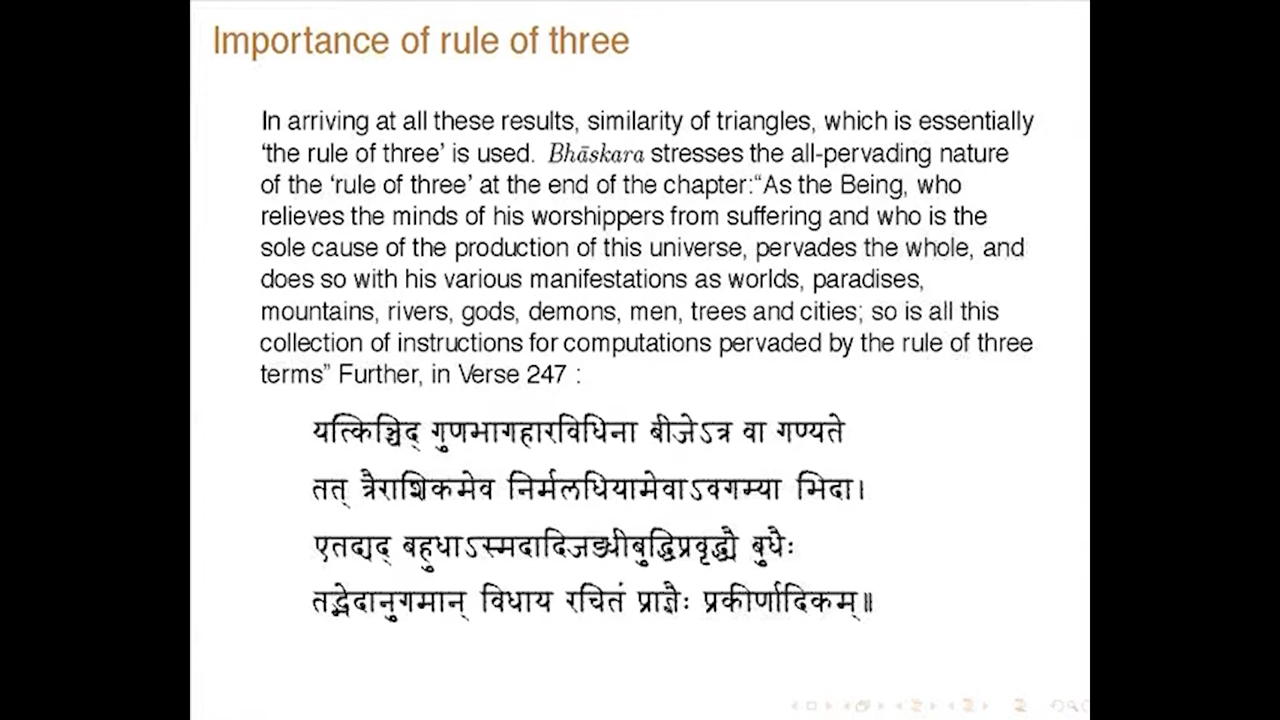 Importance of rule of three
In arriving at all these results, similarity of triangles, which is essentially
‘the rule of three’ is used. Bhāskara stresses the all-pervading nature
of the ‘rule of three’ at the end of the chapter:“As the Being, who
relieves the minds of his worshippers from suffering and who is the
sole cause of the production of this universe, pervades the whole, and
does so with his various manifestations as worlds, paradises,
mountains, rivers, gods, demons, men, trees and cities; so is all this
collection of instructions for computations pervaded by the rule of three
terms” Further, in Verse 247 :
यत्किञ्चिद् गुणभागहारविधिना बीजेऽत्र वा गण्यते
तत् त्रैराशिकमेव निर्मलधियामेवाऽवगम्या भिदा।
एतद्यद् बहुधाऽस्मदादिजडधीबुद्धिप्रवृद्ध्यै बुधैः
तद्भेदानुगमान् विधाय रचितं प्राज्ञैः प्रकीर्णादिकम्॥